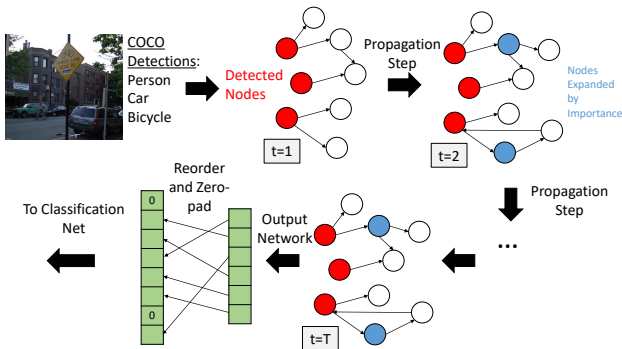 COCO
Detections:
Person
Car
Bicycle
Detected
Nodes
t=1
Propagation
Step
t=2
Nodes
Expanded
by
Importance
Propagation
Step
...
t=T
Output
Network
Reorder
and Zero-
pad
0
0
To Classification
Net